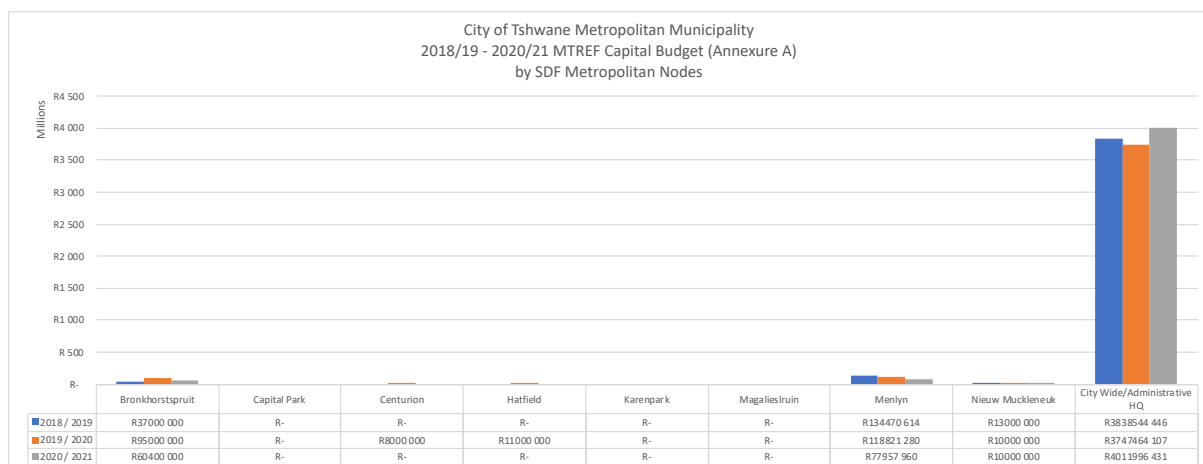 City of Tshwane Metropolitan Municipality
2018/19 - 2020/21 MTREF Capital Budget (Annexure A)
by SDF Metropolitan Nodes
Millions
R4 500
R4 000
R3 500
R3 000
R2 500
R2 000
R1 500
R1 000
R 500
R-
Bronkhorstspruit Capital Park Centurion Hatfield Karenpark Magalieslruin Menlyn Nieuw Muckleneuk City Wide/Administrative HQ
2018 / 2019 R37000 000 R- R- R- R- R- R134470 614 R13000 000 R3838544 446
2019 / 2020 R95000 000 R- R8000 000 R11000 000 R- R- R118821 280 R10000 000 R3747464 107
2020 / 2021 R60400 000 R- R- R- R- R- R77957 960 R10000 000 R4011996 431